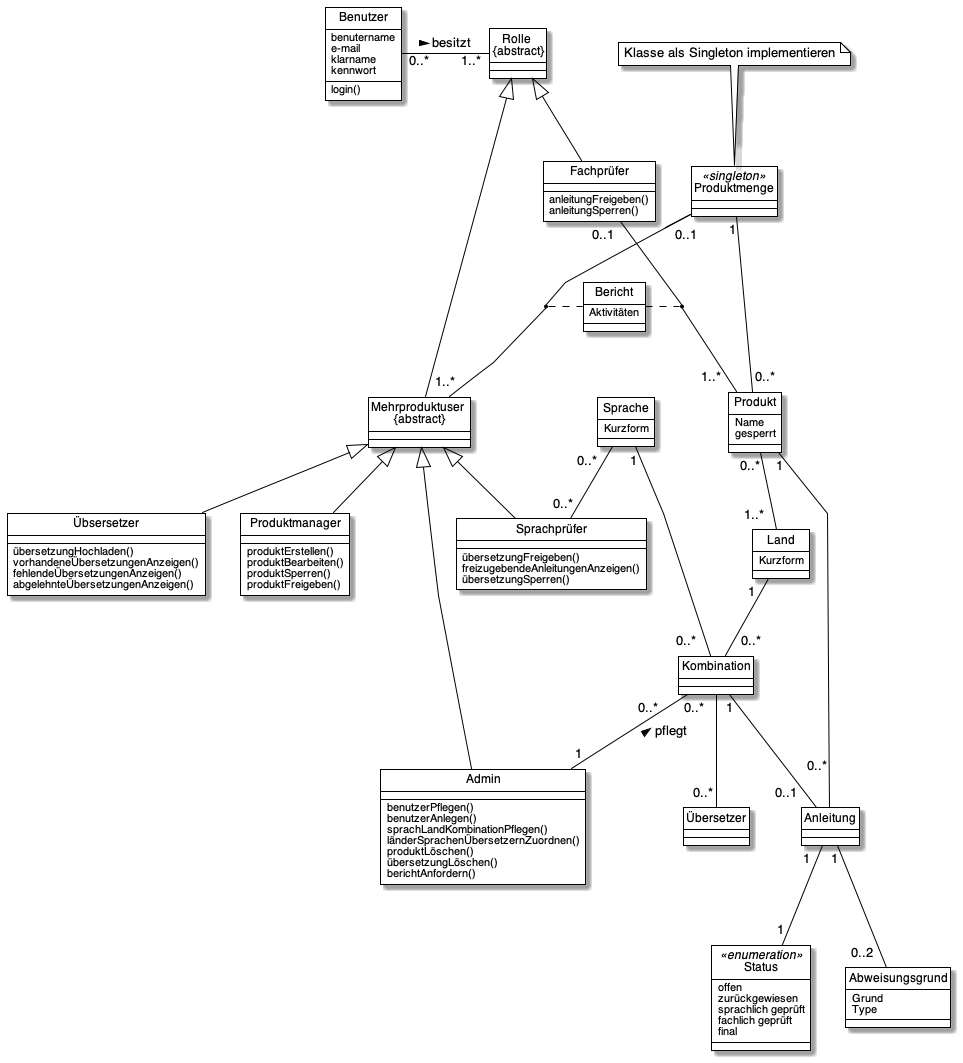 Benutzer
benutername
e-mail
klarname
kennwort
login()
besitzt
0..*
1..*
Rolle
{abstract}
Klasse als Singleton implementieren
Fachprüfer
anleitungFreigeben()
anleitungSperren()
«singleton»
Produktmenge
0..1
0..1
1
Bericht
Aktivitäten
1..*
1..*
0..*
Mehrproduktuser
{abstract}
Sprache
Kurzform
Produkt
Name
gesperrt
0..*
1
0..*
1
0..*
1..*
Übsersetzer
übersetzungHochladen()
vorhandeneÜbersetzungenAnzeigen()
fehlendeÜbersetzungenAnzeigen()
abgelehnteÜbersetzungenAnzeigen()
Produktmanager
produktErstellen()
produktBearbeiten()
produktSperren()
produktFreigeben()
Sprachprüfer
übersetzungFreigeben()
freizugebendeAnleitungenAnzeigen()
übersetzungSperren()
Land
Kurzform
1
0..*
0..*
Kombination
0..*
0..*
1
pflegt
1
0..*
0..1
0..*
Admin
benutzerPflegen()
benutzerAnlegen()
sprachLandKombinationPflegen()
länderSprachenÜbersetzernZuordnen()
produktLöschen()
übersetzungLöschen()
berichtAnfordern()
Übersetzer
Anleitung
1
1
1
0..2
«enumeration»
Status
offen
zurückgewiesen
sprachlich geprüft
fachlich geprüft
final
Abweisungsgrund
Grund
Type